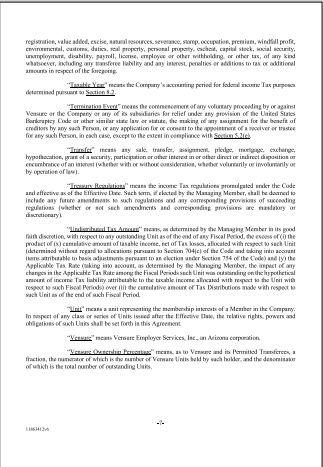 registration, value added, excise, natural resources, severance, stamp, occupation, premium, windfall profit,
environmental, customs, duties, real property, personal property, escheat, capital stock, social security,
unemployment, disability, payroll, license, employee or other withholding, or other tax, of any kind
whatsoever, including any transferee liability and any interest, penalties or additions to tax or additional
amounts in respect of the foregoing.
"Taxable Year" means the Company's accounting period for federal income Tax purposes
determined pursuant to Section 8.2.
"Termination Event" means the commencement of any voluntary proceeding by or against
Vensure or the Company or any of its subsidiaries for relief under any provision of the United States
Bankruptcy Code or other similar state law or statute, the making of any assignment for the benefit of
creditors by any such Person, or any application for or consent to the appointment of a receiver or trustee
for any such Person, in each case, except to the extent in compliance with Section 5.2(e).
"Transfer" means any sale, transfer, assignment, pledge, mortgage, exchange,
hypothecation, grant of a security, participation or other interest in or other direct or indirect disposition or
encumbrance of an interest (whether with or without consideration, whether voluntarily or involuntarily or
by operation of law).
"Treasury Regulations" means the income Tax regulations promulgated under the Code
and effective as of the Effective Date. Such term, if elected by the Managing Member, shall be deemed to
include any future amendments to such regulations and any corresponding provisions of succeeding
regulations (whether or not such amendments and corresponding provisions are mandatory or
discretionary).
"Undistributed Tax Amount" means, as determined by the Managing Member in its good
faith discretion, with respect to any outstanding Unit as of the end of any Fiscal Period, the excess of (i) the
product of (x) cumulative amount of taxable income, net of Tax losses, allocated with respect to such Unit
(determined without regard to allocations pursuant to Section 704(c) of the Code and taking into account
items attributable to basis adjustments pursuant to an election under Section 754 of the Code) and (y) the
Applicable Tax Rate (taking into account, as determined by the Managing Member, the impact of any
changes in the Applicable Tax Rate among the Fiscal Periods such Unit was outstanding on the hypothetical
amount of income Tax liability attributable to the taxable income allocated with respect to the Unit with
respect to such Fiscal Periods) over (ii) the cumulative amount of Tax Distributions made with respect to
such Unit as of the end of such Fiscal Period.
"Unit" means a unit representing the membership interests of a Member in the Company.
In respect of any class or series of Units issued after the Effective Date, the relative rights, powers and
obligations of such Units shall be set forth in this Agreement.
"Vensure" means Vensure Employer Services, Inc., an Arizona corporation.
"Vensure Ownership Percentage" means, as to Vensure and its Permitted Transferees, a
fraction, the numerator of which is the number of Vensure Units held by such holder, and the denominator
of which is the total number of outstanding Units.
-7-